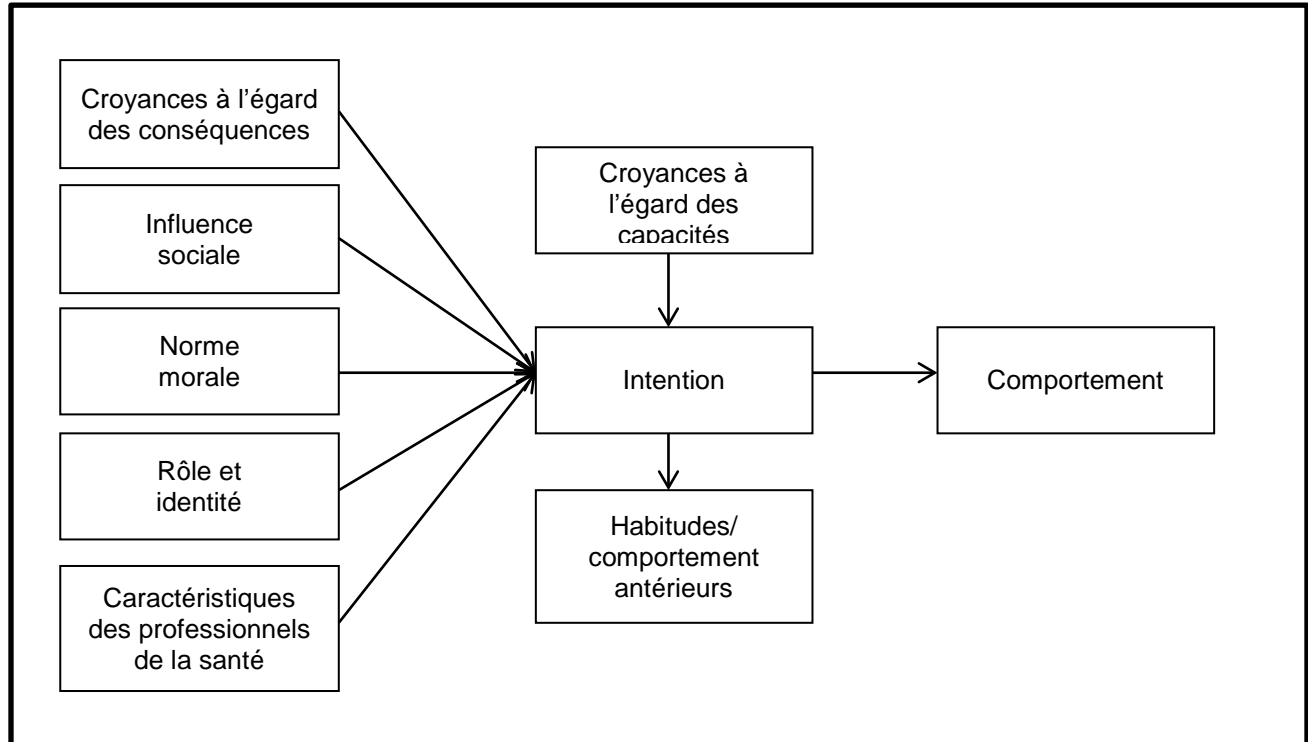 Croyances à l’égard
des conséquences
Influence
sociale
Norme
morale
Rôle et
identité
Caractéristiques
des professionnels
de la santé
Croyances à
l’égard des
capacités
Intention
Habitudes/
comportement
antérieurs
Comportement